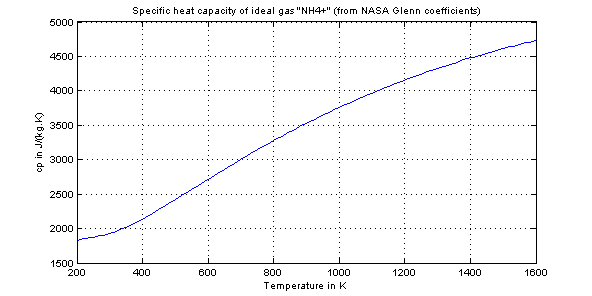 Specific heat capacity of ideal gas "NH4+" (from NASA Glenn coefficients)
5000
4500
4000
3500
3000
2500
2000
1500
cp in J/(kg.K)
200 400 600 800 1000 1200 1400 1600
Temperature in K